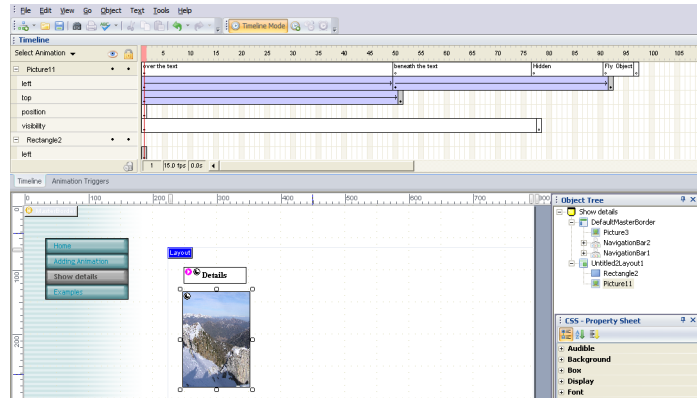 File Edit View Go Object Text Tools Help
Timeline Mode
Timeline
Select Animation
5 10 15 20 25 30 35 40 45 50 55 60 65 70 75 80 85 90 95 100 105
Picture11
over the text beneath the text Hidden Fly Object
left
top
position
visibility
Rectangle2
left
1 15.0 fps 0.0s
Timeline Animation Triggers
0 100 200 300 400 500 600 700 800
Home
Adding Animation
Show details
Examples
Layout
Details
100
200
Object Tree
Show details
DefaultMasterBorder
Picture3
NavigationBar2
NavigationBar1
Untitled2Layout1
Rectangle2
Picture11
CSS - Property Sheet
Audible
Background
Box
Display
Font